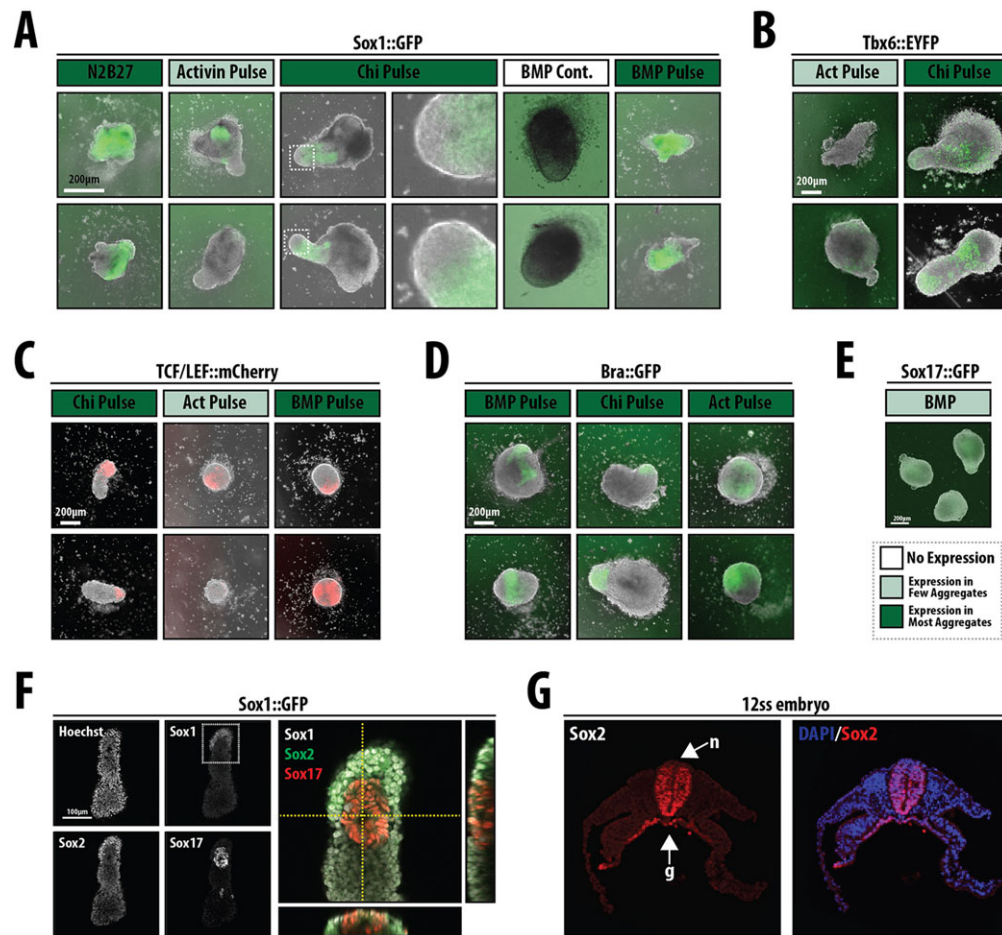 A
Sox1::GFP
N2B27
Activin Pulse
Chi Pulse
BMP Cont.
BMP Pulse
200µm
B
Tbx6::EYFP
Act Pulse
Chi Pulse
200µm
C
TCF/LEF::mCherry
Chi Pulse
Act Pulse
BMP Pulse
200µm
D
Bra::GFP
BMP Pulse
Chi Pulse
Act Pulse
200µm
E
Sox17::GFP
BMP
200µm
No Expression
Expression in
Few Aggregates
Expression in
Most Aggregates
F
Sox1::GFP
Hoechst
100µm
Sox1
Sox2
Sox17
Sox1
Sox2
Sox17
G
12ss embryo
Sox2
n
g
DAPI/Sox2